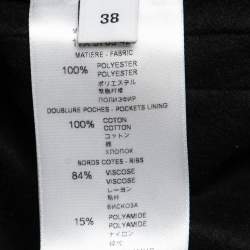 38
MATIERE - FABRIC
100% POLYESTER
POLYESTER
ポリエステル
聚酯纤维
ПОЛИЭФИР
DOUBLURE POCHES - POCKETS LINING
100% COTON
COTTON
コットン
棉
ХЛОПОК
BORDS COTES - RIBS
84% VISCOSE
VISCOSE
レーヨン
粘纤
ВИСКОЗА
15% POLYAMIDE
POLYAMIDE
ナイロン